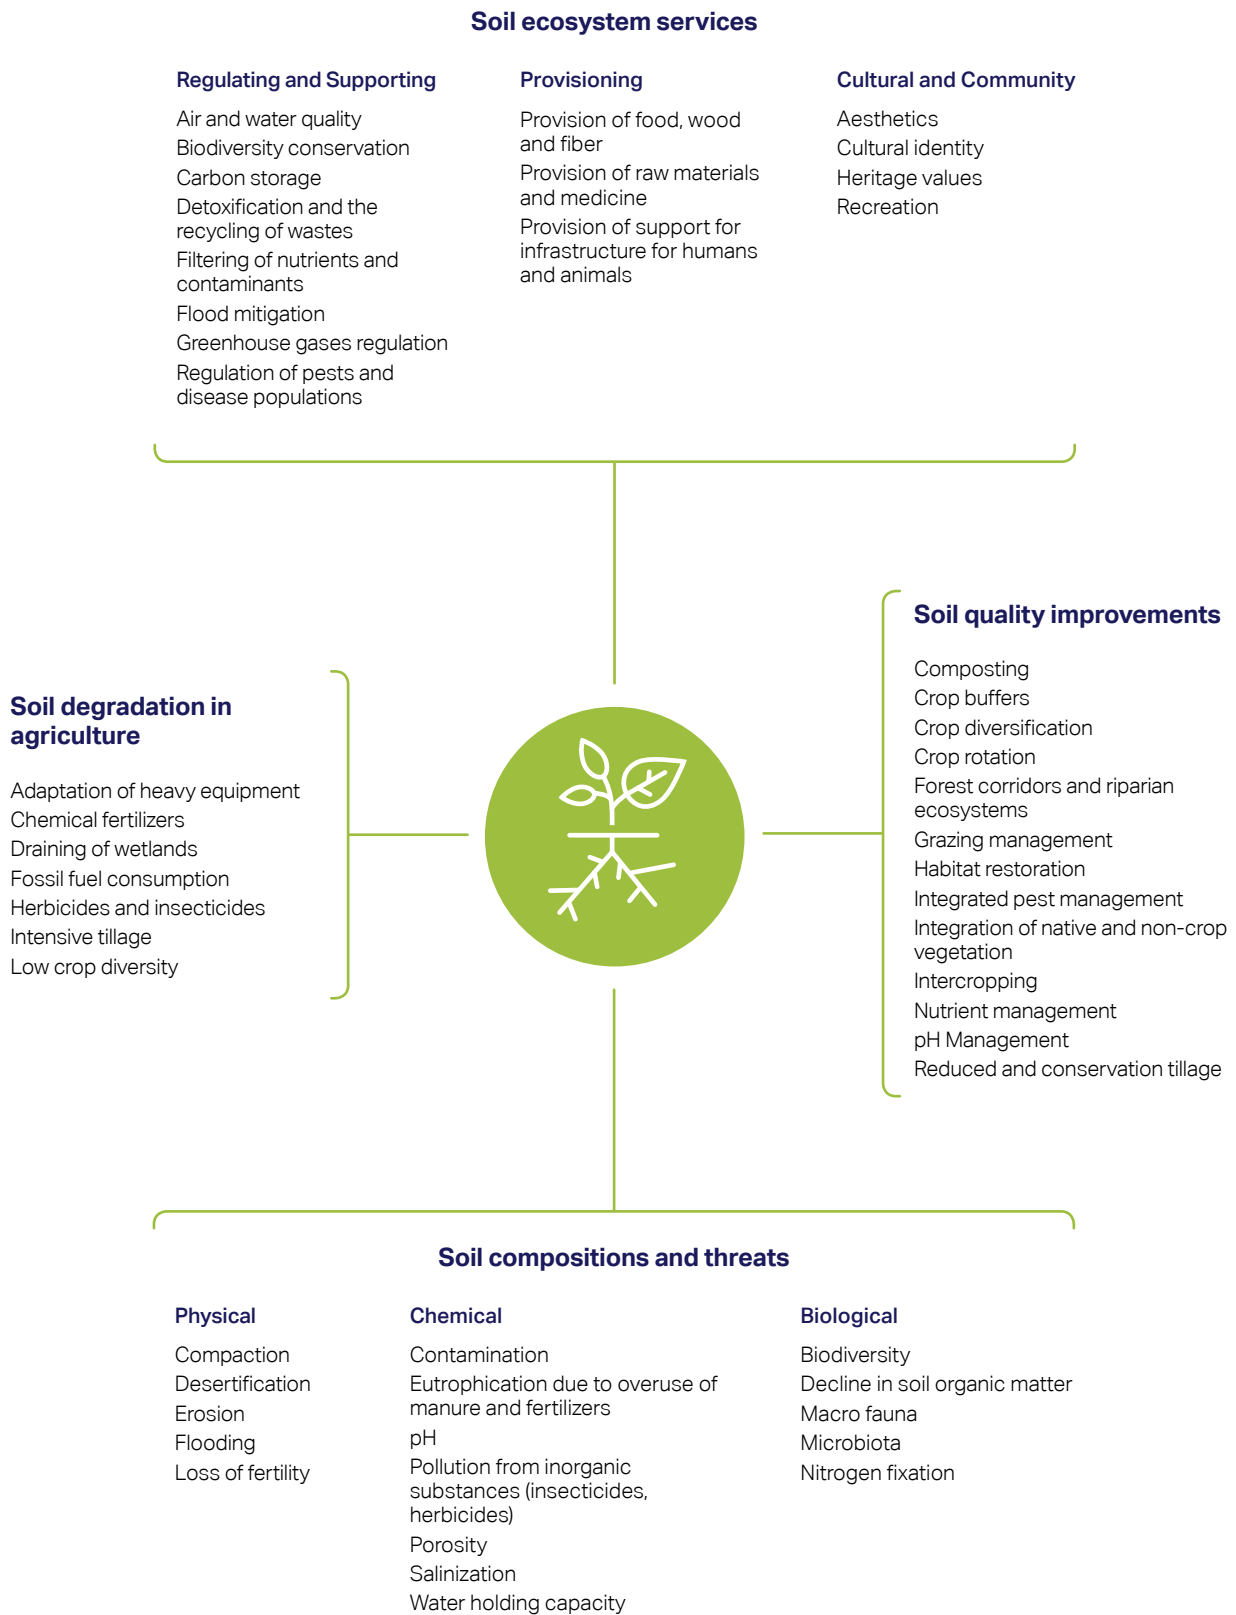 Soil ecosystem services
Regulating and Supporting
Air and water quality
Biodiversity conservation
Carbon storage
Detoxification and the
recycling of wastes
Filtering of nutrients and
contaminants
Flood mitigation
Greenhouse gases regulation
Regulation of pests and
disease populations
Provisioning
Provision of food, wood
and fiber
Provision of raw materials
and medicine
Provision of support for
infrastructure for humans
and animals
Cultural and Community
Aesthetics
Cultural identity
Heritage values
Recreation
Soil degradation in
agriculture
Adaptation of heavy equipment
Chemical fertilizers
Draining of wetlands
Fossil fuel consumption
Herbicides and insecticides
Intensive tillage
Low crop diversity
Soil quality improvements
Composting
Crop buffers
Crop diversification
Crop rotation
Forest corridors and riparian
ecosystems
Grazing management
Habitat restoration
Integrated pest management
Integration of native and non-crop
vegetation
Intercropping
Nutrient management
pH Management
Reduced and conservation tillage
Soil compositions and threats
Physical
Compaction
Desertification
Erosion
Flooding
Loss of fertility
Chemical
Contamination
Eutrophication due to overuse of
manure and fertilizers
pH
Pollution from inorganic
substances (insecticides,
herbicides)
Porosity
Salinization
Water holding capacity
Biological
Biodiversity
Decline in soil organic matter
Macro fauna
Microbiota
Nitrogen fixation